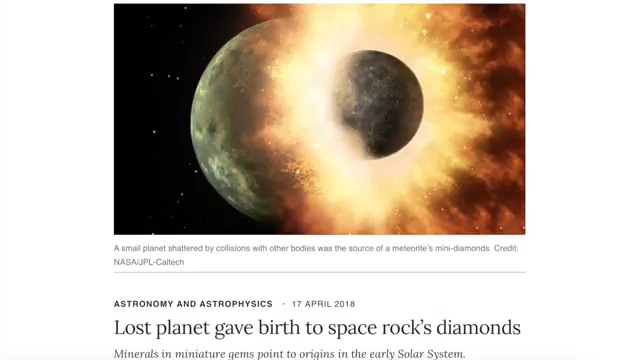 A small planet shattered by collisions with other bodies was the source of a meteorite's mini-diamonds. Credit:
NASA/JPL-Caltech
ASTRONOMY AND ASTROPHYSICS · 17 APRIL 2018
Lost planet gave birth to space rock's diamonds
Minerals in miniature gems point to origins in the early Solar System.